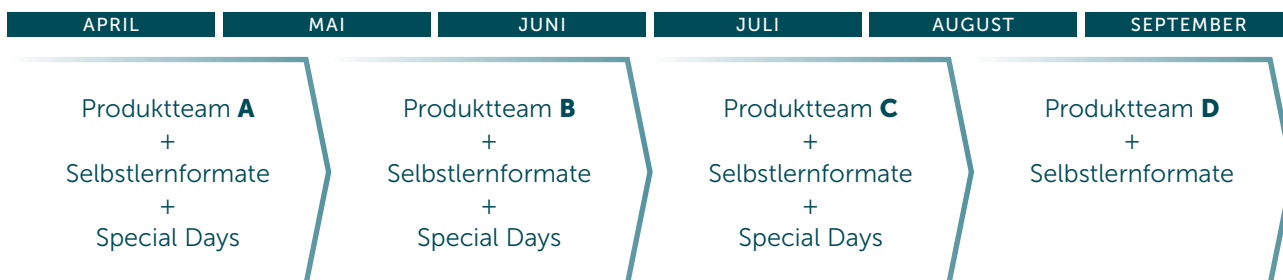 APRIL
MAI
JUNI
JULI
AUGUST
SEPTEMBER
Produktteam A
+
Selbstlernformate
+
Special Days
Produktteam B
+
Selbstlernformate
+
Special Days
Produktteam C
+
Selbstlernformate
+
Special Days
Produktteam D
+
Selbstlernformate